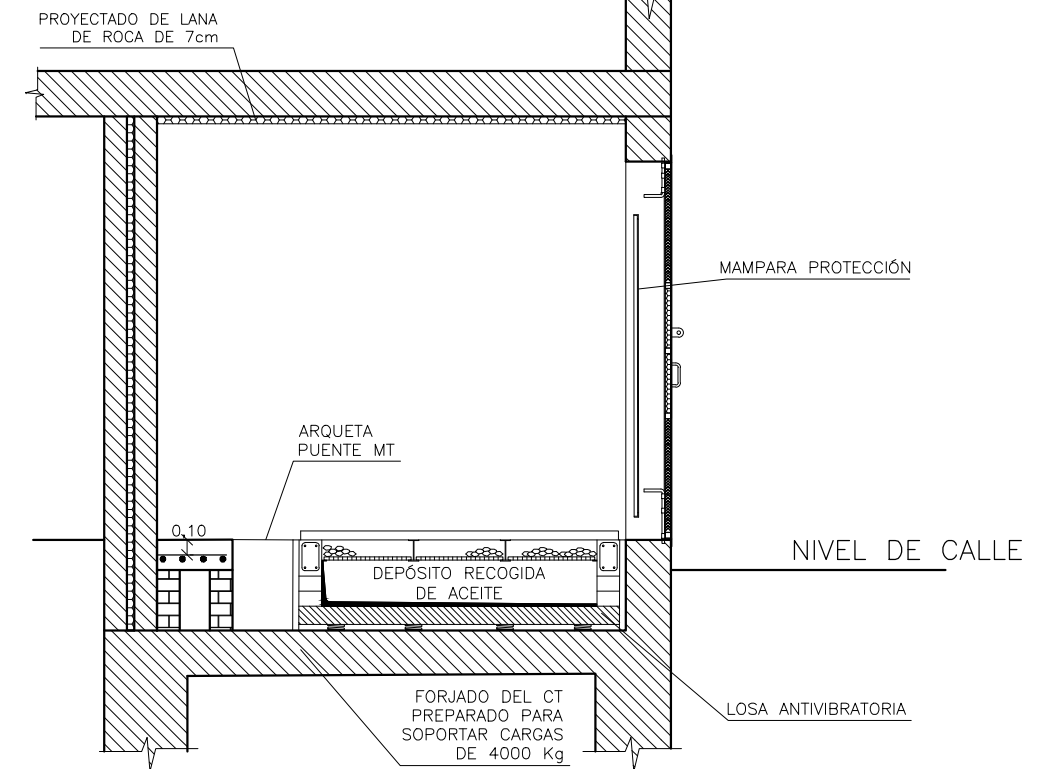 PROYECTADO DE LANA
DE ROCA DE 7cm
MAMPARA PROTECCIÓN
ARQUETA
PUENTE MT
0,10
NIVEL DE CALLE
DEPÓSITO RECOGIDA
DE ACEITE
FORJADO DEL CT
PREPARADO PARA
SOPORTAR CARGAS
DE 4000 Kg
LOSA ANTIVIBRATORIA